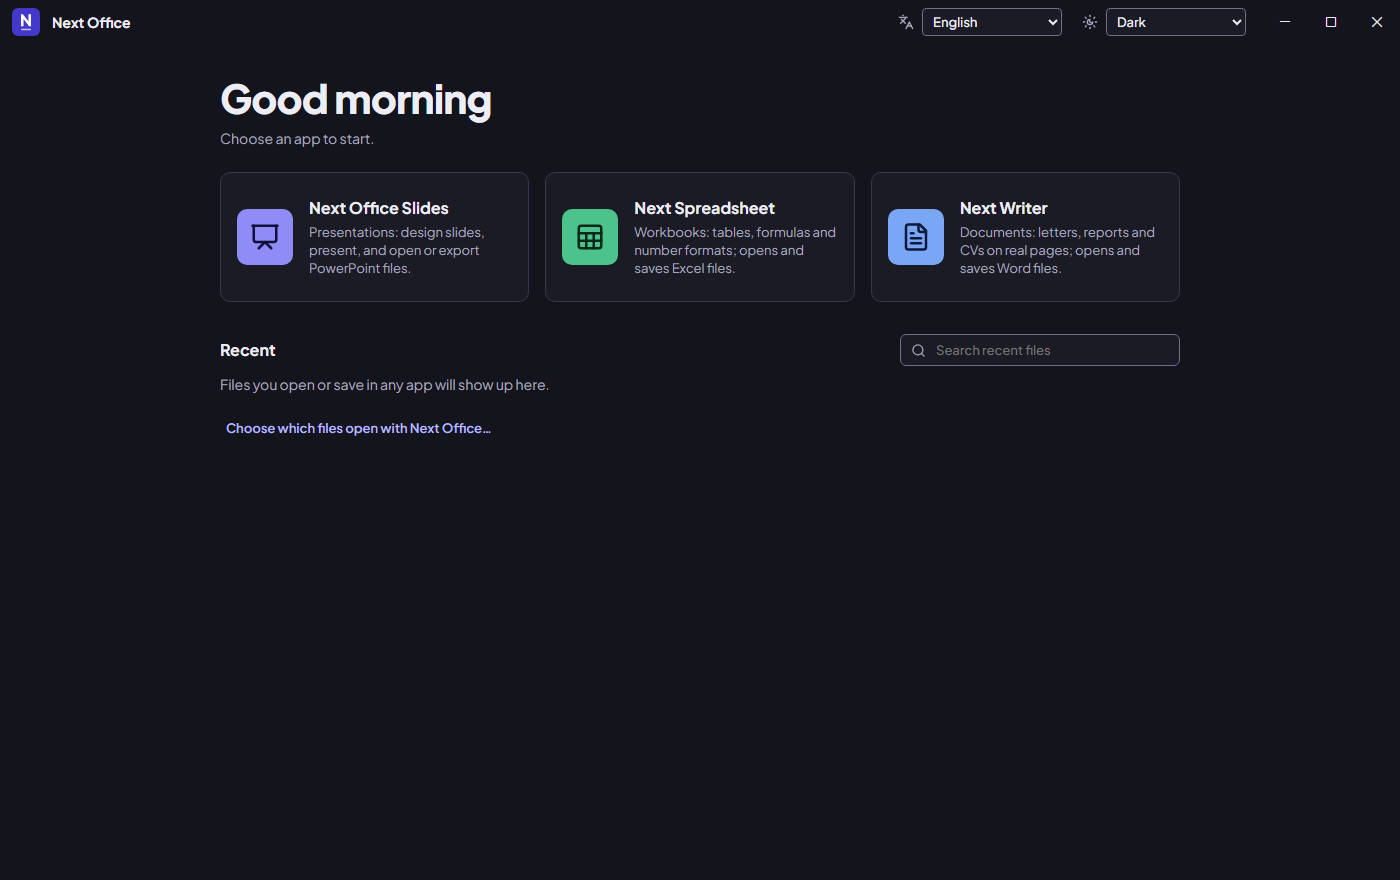 Next Office
English
Dark
Good morning
Choose an app to start.
Next Office Slides
Presentations: design slides,
present, and open or export
PowerPoint files.
Next Spreadsheet
Workbooks: tables, formulas and
number formats; opens and
saves Excel files.
Next Writer
Documents: letters, reports and
CVs on real pages; opens and
saves Word files.
Recent
Search recent files
Files you open or save in any app will show up here.
Choose which files open with Next Office…